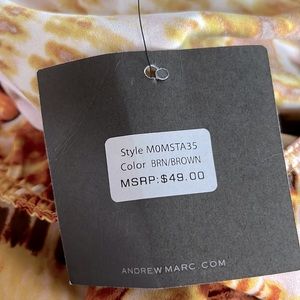 Style M0MSTA35
Color BRN/BROWN
MSRP:$49.00
ANDREWMARC.COM